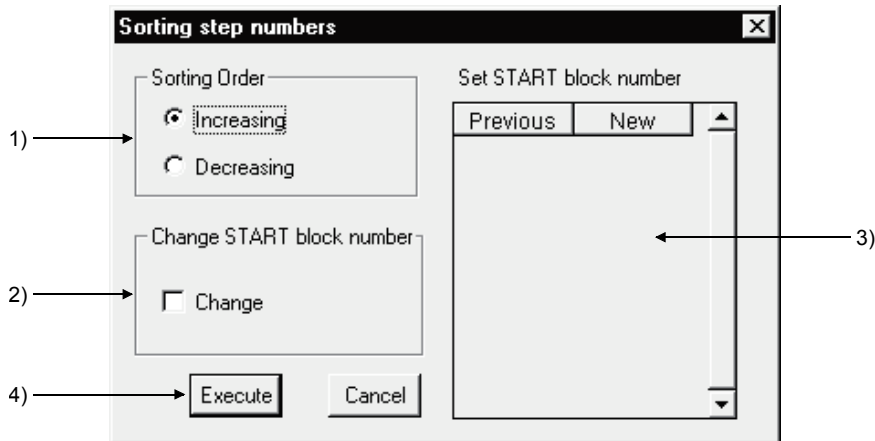 Sorting step numbers
Sorting Order
Increasing
Decreasing
1)
Change START block number
Change
2)
Set START block number
Previous New
3)
4)
Execute Cancel